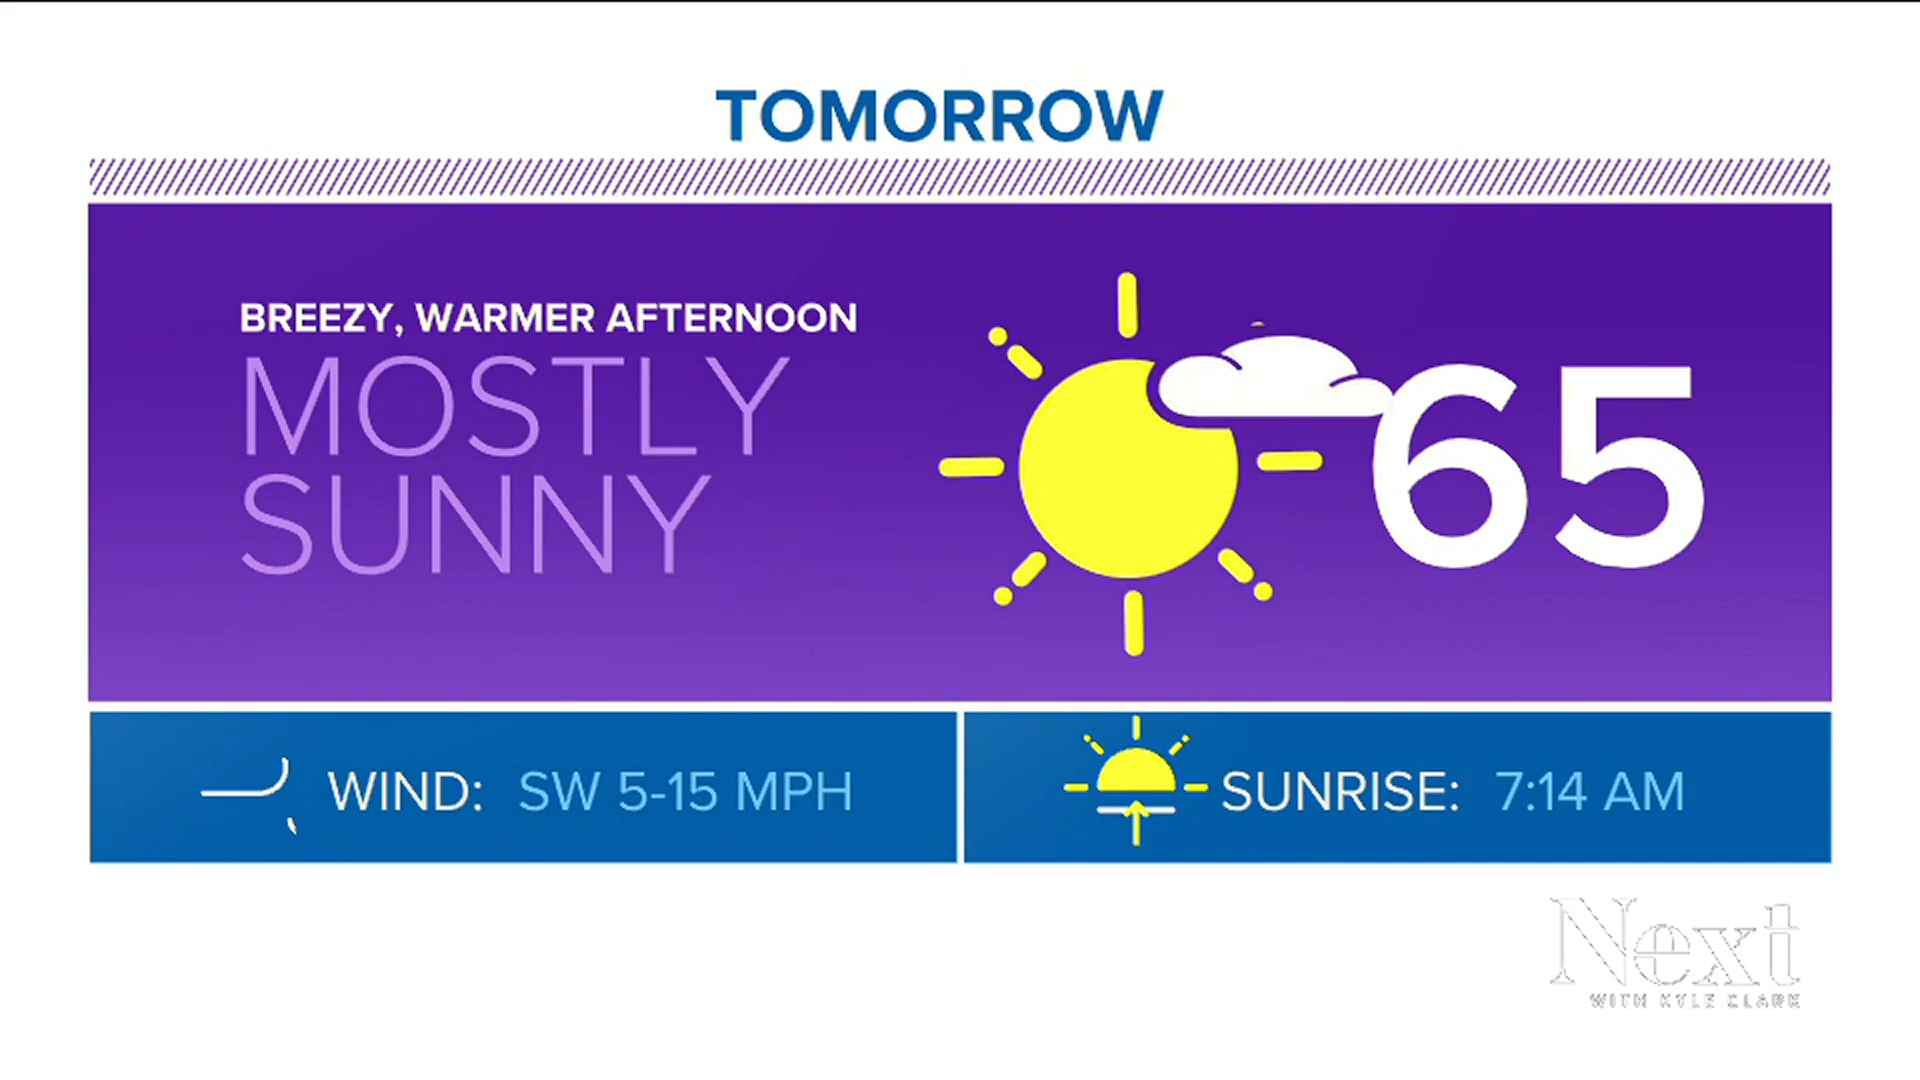 TOMORROW
BREEZY, WARMER AFTERNOON
MOSTLY
SUNNY
65
WIND: SW 5-15 MPH
SUNRISE: 7:14 AM
Next
WITH KYLE CLARK